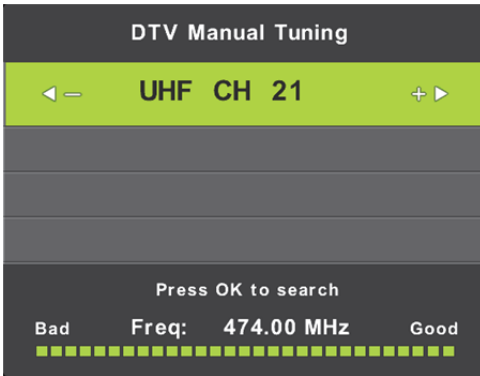 DTV Manual Tuning
UHF CH 21
Press OK to search
Bad Freq: 474.00 MHz Good